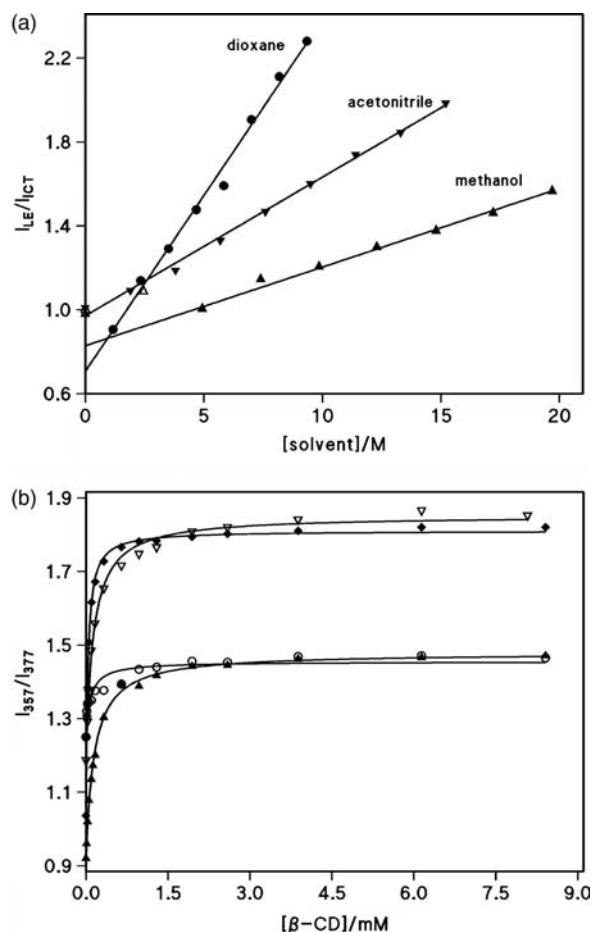 (a)
2.2
1.8
1.4
1.0
0.6
I_LE/I_ICT
dioxane
acetonitrile
methanol
0 5 10 15 20
[solvent]/M
(b)
1.9
1.7
1.5
1.3
1.1
0.9
I_357/I_377
0.0 1.5 3.0 4.5 6.0 7.5 9.0
[β-CD]/mM